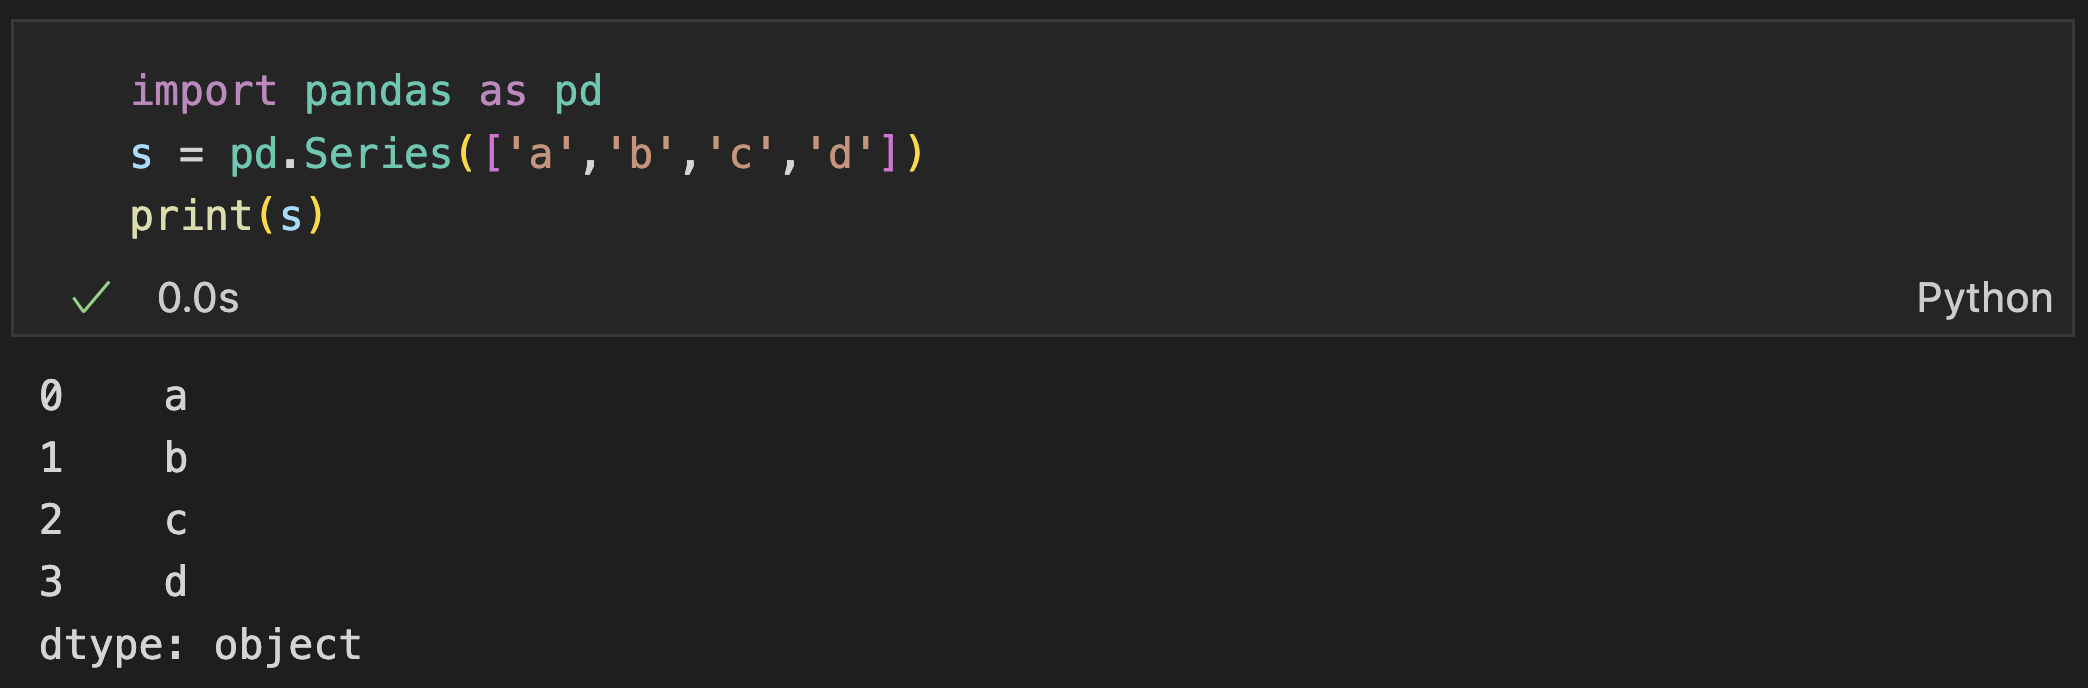 import pandas as pd
s = pd.Series(['a','b','c','d'])
print(s)
0.0s
Python
0    a
1    b
2    c
3    d
dtype: object